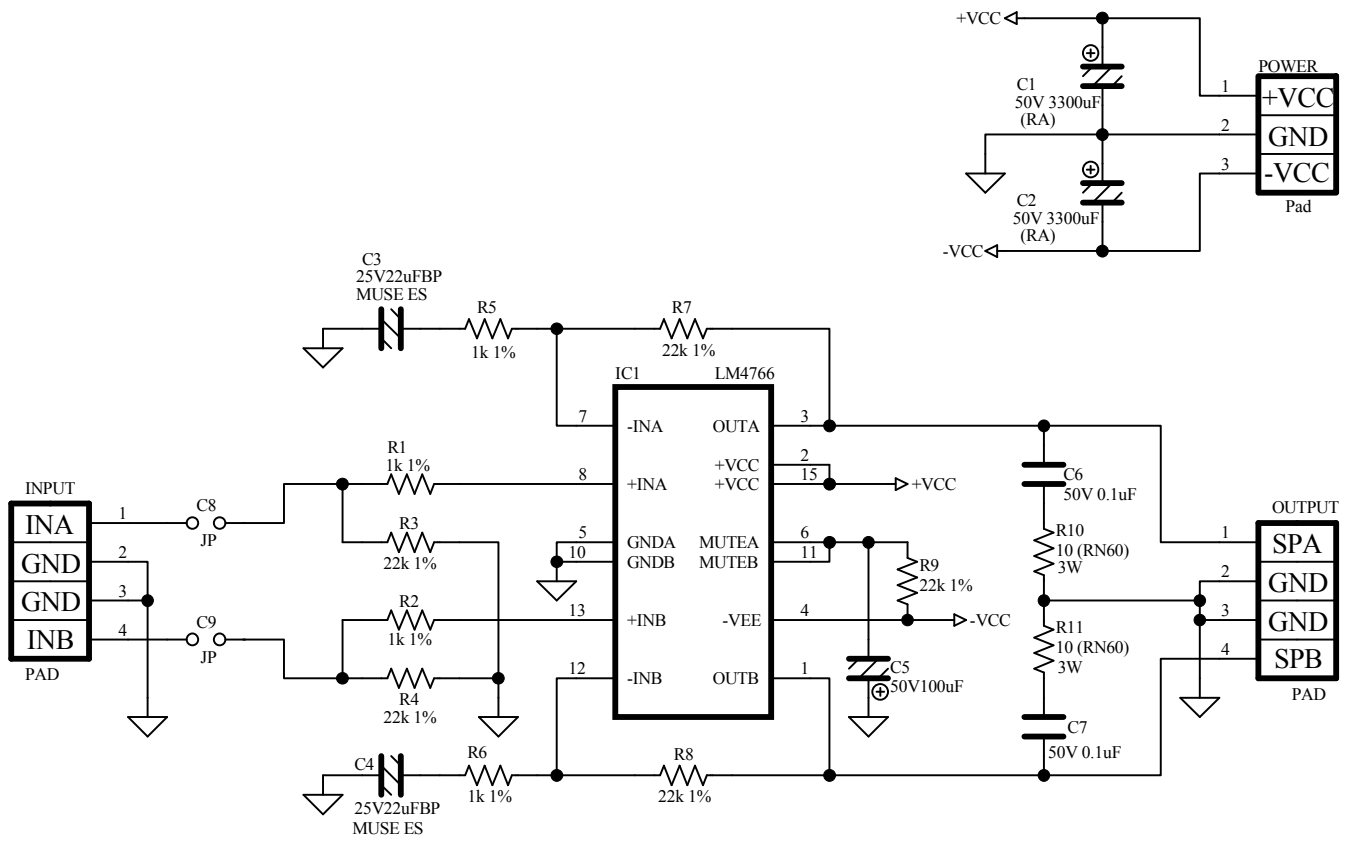 +VCC
C1
50V 3300uF
(RA)
C2
50V 3300uF
(RA)
-VCC
POWER
1
+VCC
2
GND
3
-VCC
Pad
C3
25V22uFBP
MUSE ES
R5
1k 1%
R7
22k 1%
IC1
LM4766
7
-INA
OUTA
3
8
+INA
+VCC
2
+VCC
15
+VCC
5
GNDA
MUTEA
6
10
GNDB
MUTEB
11
13
+INB
-VEE
4
-VCC
12
-INB
OUTB
1
R1
1k 1%
R3
22k 1%
R2
1k 1%
R4
22k 1%
INPUT
INA
1
GND
2
GND
3
INB
4
PAD
C8
JP
C9
JP
R9
22k 1%
C5
50V100uF
C6
50V 0.1uF
R10
10 (RN60)
3W
R11
10 (RN60)
3W
C7
50V 0.1uF
OUTPUT
1
SPA
2
GND
3
GND
4
SPB
PAD
C4
25V22uFBP
MUSE ES
R6
1k 1%
R8
22k 1%